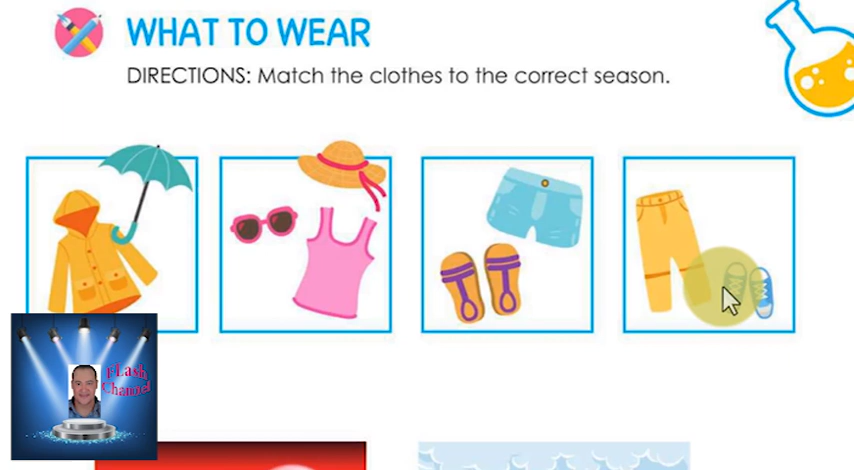 WHAT TO WEAR
DIRECTIONS: Match the clothes to the correct season.
FLash
Channel